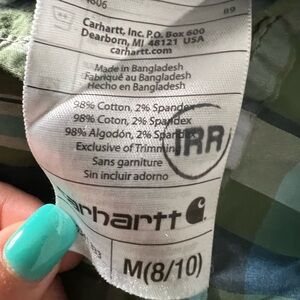 Carhartt, Inc. P.O. Box 600
Dearborn, MI 48121 USA
carhartt.com
Made in Bangladesh
Fabriqué au Bangladesh
Hecho en Bangladesh
98% Cotton, 2% Spandex
98% Coton, 2% Spandex
98% Algodón, 2% Spandex
Exclusive of Trimming
Sans garniture
Sin incluir adorno
IRR
arhartt
M(8/10)